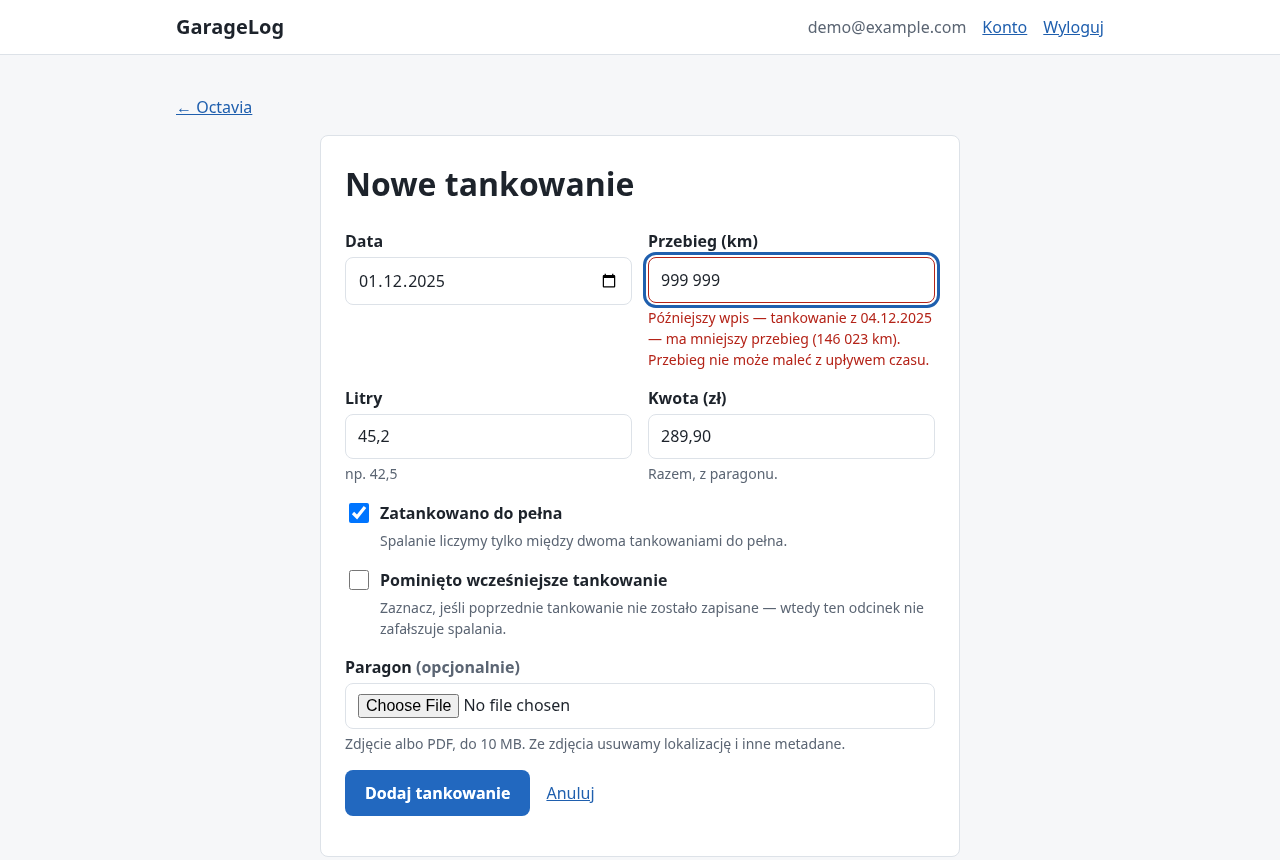 GarageLog
demo@example.com Konto Wyloguj
← Octavia
Nowe tankowanie
Data
01.12.2025
Przebieg (km)
999 999
Późniejszy wpis — tankowanie z 04.12.2025
— ma mniejszy przebieg (146 023 km).
Przebieg nie może maleć z upływem czasu.
Litry
45,2
np. 42,5
Kwota (zł)
289,90
Razem, z paragonu.
Zatankowano do pełna
Spalanie liczymy tylko między dwoma tankowaniami do pełna.
Pominięto wcześniejsze tankowanie
Zaznacz, jeśli poprzednie tankowanie nie zostało zapisane — wtedy ten odcinek nie
zafałszuje spalania.
Paragon (opcjonalnie)
Choose File No file chosen
Zdjęcie albo PDF, do 10 MB. Ze zdjęcia usuwamy lokalizację i inne metadane.
Dodaj tankowanie Anuluj